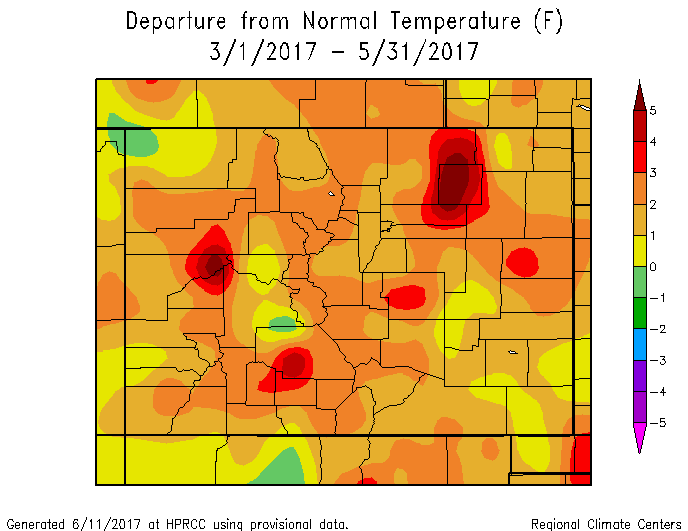 Departure from Normal Temperature (F)
3/1/2017 – 5/31/2017
5
4
3
2
1
0
−1
−2
−3
−4
−5
Generated 6/11/2017 at HPRCC using provisional data.
Regional Climate Centers